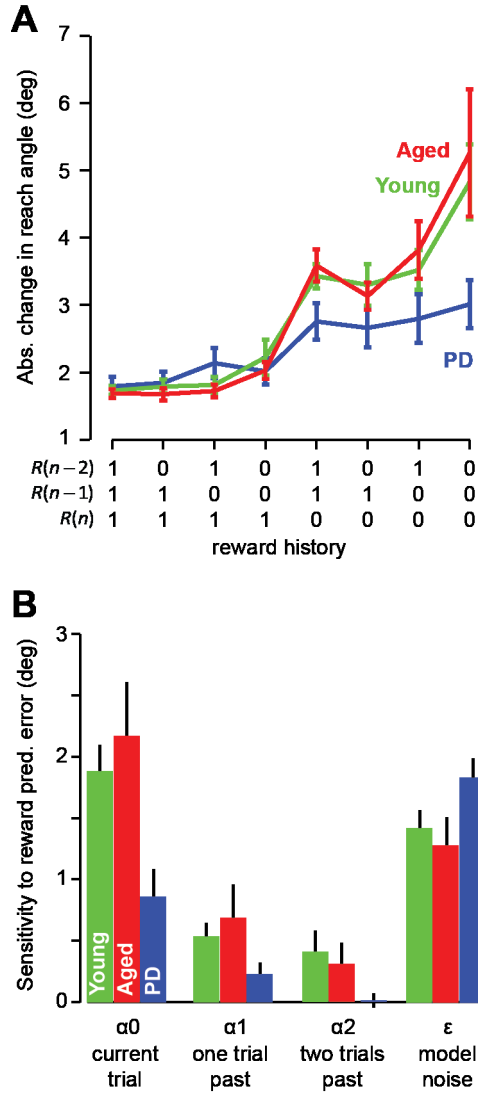 A
Abs. change in reach angle (deg)
7
6
5
4
3
2
1
Aged
Young
PD
R(n−2) 1 0 1 0 1 0 1 0
R(n−1) 1 1 0 0 1 1 0 0
R(n) 1 1 1 1 0 0 0 0
reward history
B
Sensitivity to reward pred. error (deg)
3
2
1
0
Young
Aged
PD
α0 α1 α2 ε
current one trial two trials model
trial past past noise